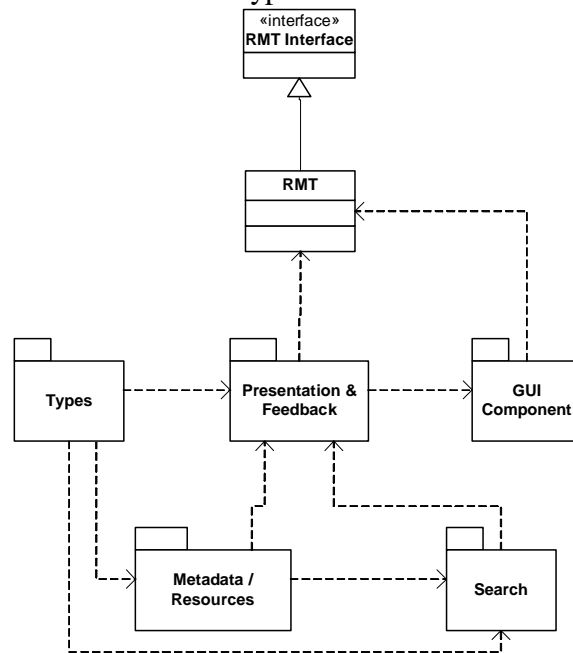 «interface»
RMT Interface
RMT
Types
Presentation &
Feedback
GUI
Component
Metadata /
Resources
Search